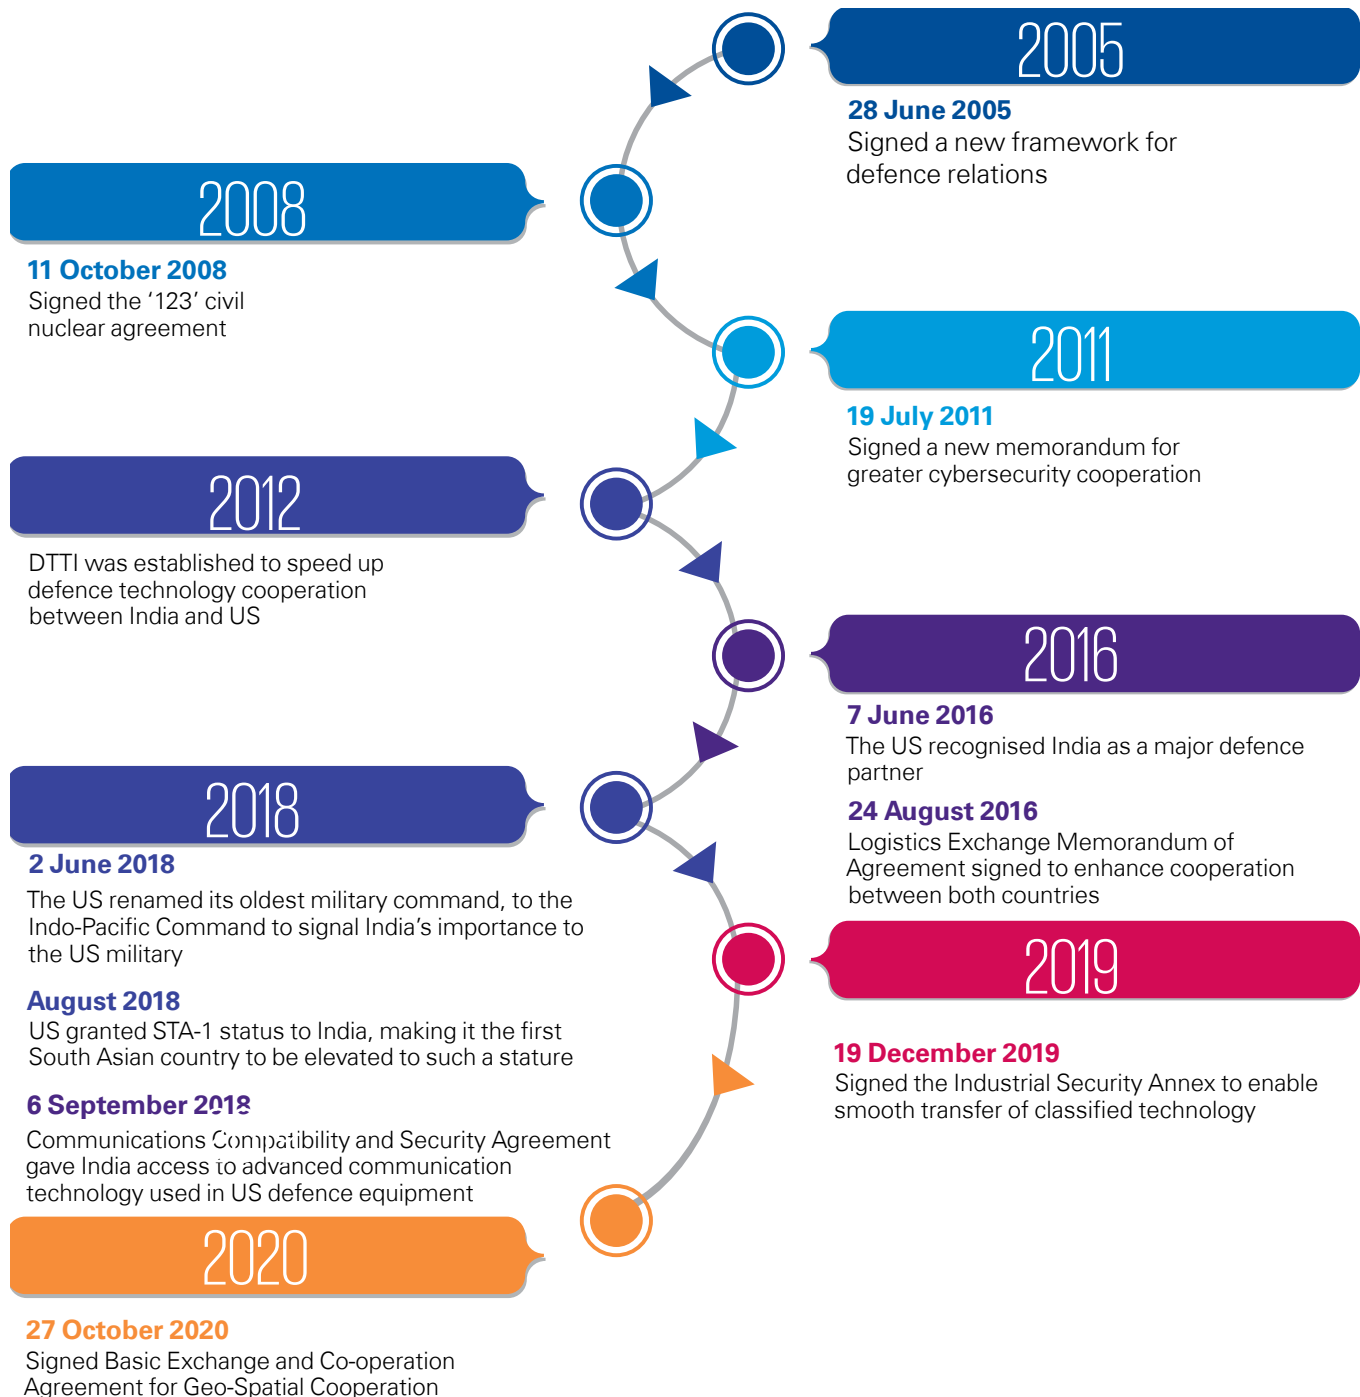 2005
28 June 2005
Signed a new framework for
defence relations
2008
11 October 2008
Signed the ‘123’ civil
nuclear agreement
2011
19 July 2011
Signed a new memorandum for
greater cybersecurity cooperation
2012
DTTI was established to speed up
defence technology cooperation
between India and US
2016
7 June 2016
The US recognised India as a major defence
partner
24 August 2016
Logistics Exchange Memorandum of
Agreement signed to enhance cooperation
between both countries
2018
2 June 2018
The US renamed its oldest military command, to the
Indo-Pacific Command to signal India’s importance to
the US military
August 2018
US granted STA-1 status to India, making it the first
South Asian country to be elevated to such a stature
6 September 2018
Communications Compatibility and Security Agreement
gave India access to advanced communication
technology used in US defence equipment
2019
19 December 2019
Signed the Industrial Security Annex to enable
smooth transfer of classified technology
2020
27 October 2020
Signed Basic Exchange and Co-operation
Agreement for Geo-Spatial Cooperation